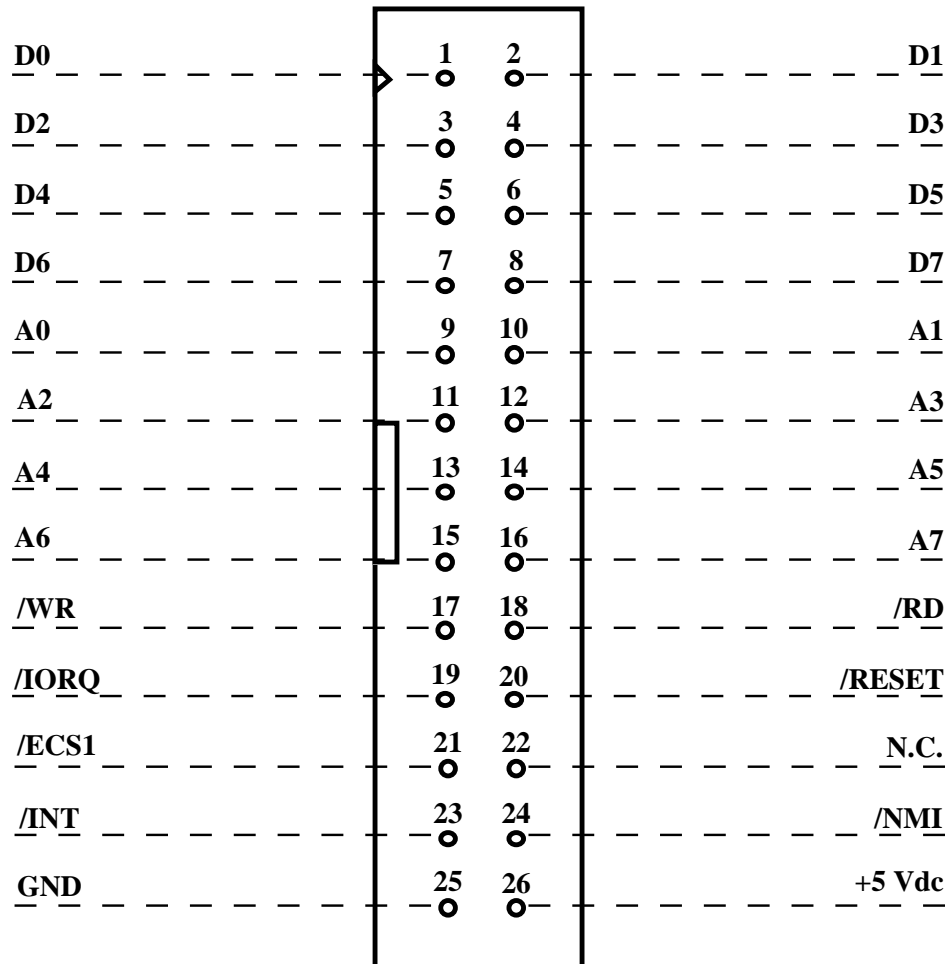 D0 1 2 D1
D2 3 4 D3
D4 5 6 D5
D6 7 8 D7
A0 9 10 A1
A2 11 12 A3
A4 13 14 A5
A6 15 16 A7
/WR 17 18 /RD
/IORQ 19 20 /RESET
/ECS1 21 22 N.C.
/INT 23 24 /NMI
GND 25 26 +5 Vdc